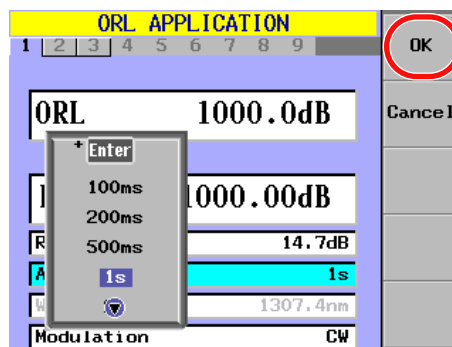 ORL APPLICATION
1 2 3 4 5 6 7 8 9
OK
Cancel
ORL 1000.0dB
+ Enter
100ms
200ms
500ms
1s
1000.00dB
R 14.7dB
A 1s
W 1307.4nm
Modulation CW